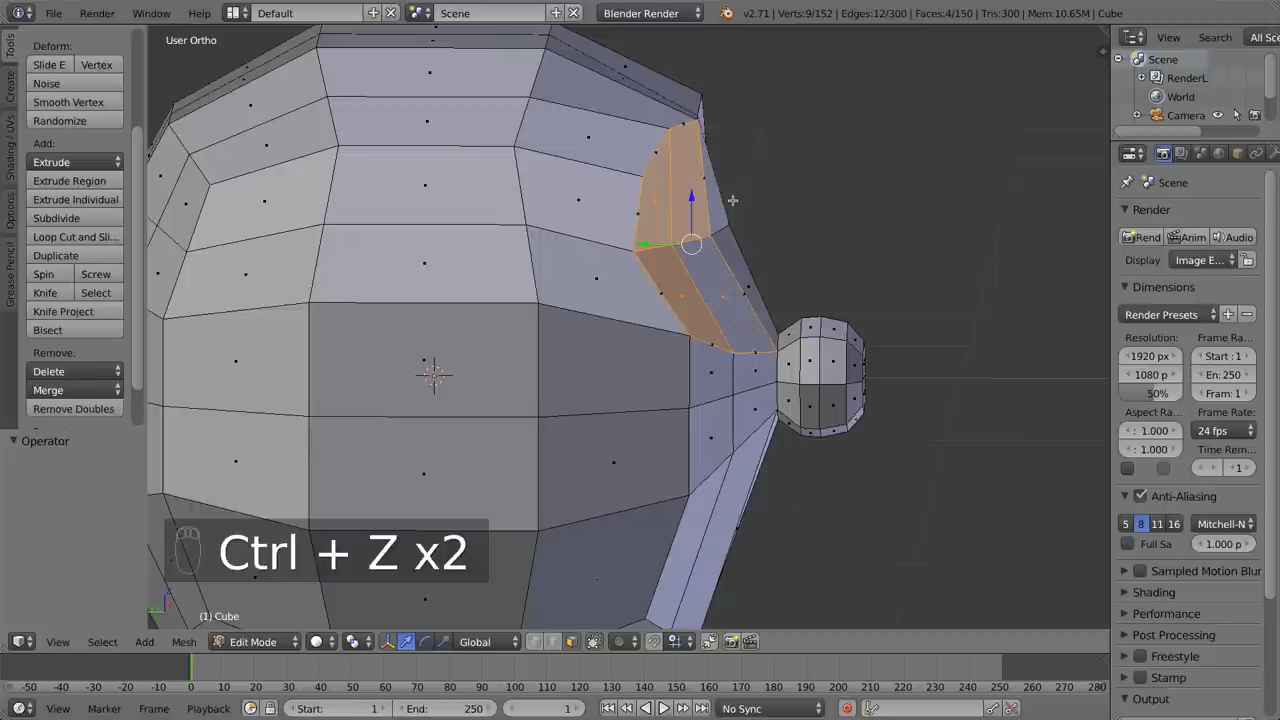 File Render Window Help Default Scene Blender Render v2.71 | Verts:9/152 | Edges:12/300 | Faces:4/150 | Tris:300 | Mem:10.65M | Cube
User Ortho
Tools
Create
Shading / UVs
Options
Grease Pencil
Deform:
Slide E Vertex
Noise
Smooth Vertex
Randomize
Add:
Extrude
Extrude Region
Extrude Individual
Subdivide
Loop Cut and Sli...
Duplicate
Spin Screw
Knife Select
Knife Project
Bisect
Remove:
Delete
Merge
Remove Doubles
Operator
Ctrl + Z x2
(1) Cube
View Select Add Mesh Edit Mode Global
-50 -40 -30 -20 -10 0 10 20 30 40 50 60 70 80 90 100 110 120 130 140 150 160 170 180 190 200 210 220 230 240 250 260 270 280
View Marker Frame Playback Start: 1 End: 250 1 No Sync
View Search All Sce
Scene
RenderL
World
Camera
Scene
Render
Rend Anim Audio
Display Image E...
Dimensions
Render Presets
Resolution: Frame Ra...
1920 px Start : 1
1080 p En: 250
50% Fram: 1
Aspect Ra... Frame Rate:
: 1.000 24 fps
: 1.000 Time Rem...
1
Anti-Aliasing
5 8 11 16 Mitchell-N
Full Sa 1.000 p
Sampled Motion Blur
Shading
Performance
Post Processing
Freestyle
Stamp
Output